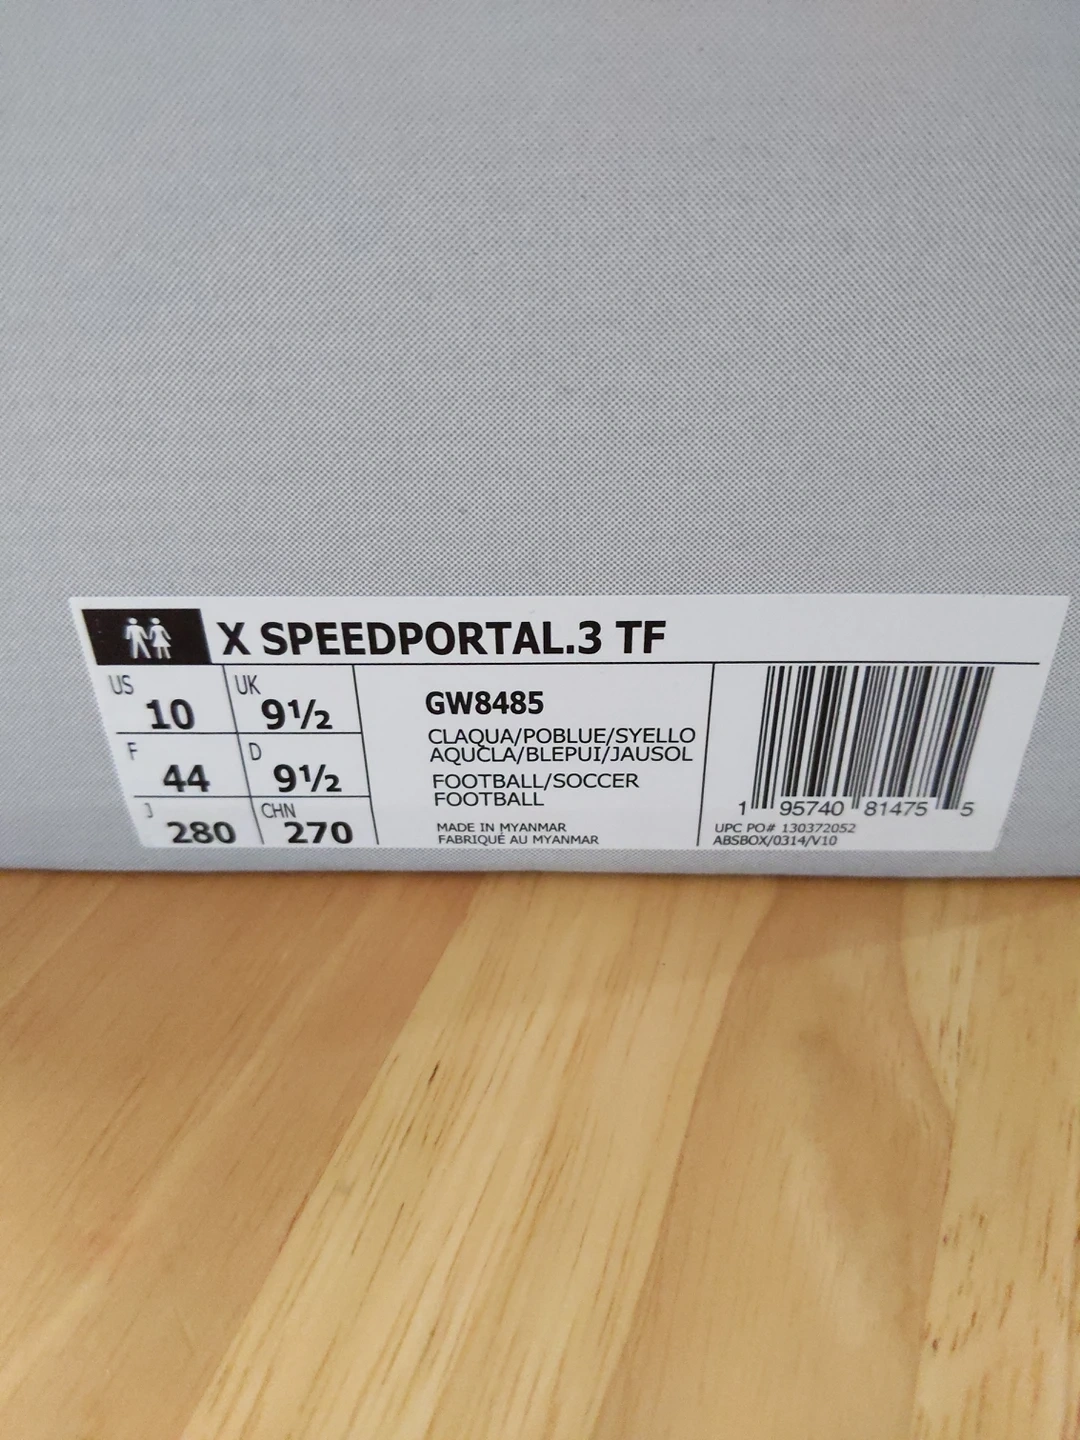 X SPEEDPORTAL.3 TF
US 10 UK 9½
F 44 D 9½
J 280 CHN 270
GW8485
CLAQUA/POBLUE/SYELLO
AQUCLA/BLEPUI/JAUSOL
FOOTBALL/SOCCER
FOOTBALL
MADE IN MYANMAR
FABRIQUÉ AU MYANMAR
1 95740 81475 5
UPC PO# 130372052
ABSBOX/0314/V10